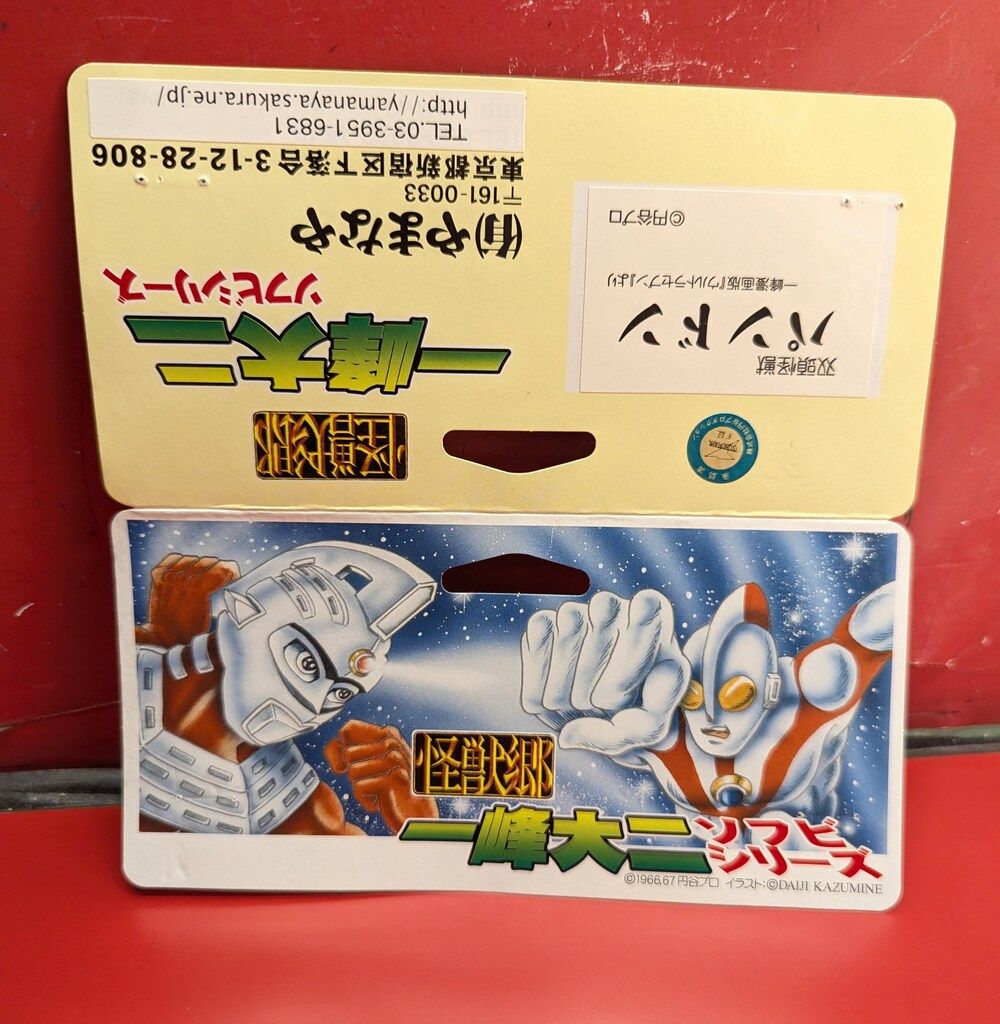 怪獣郷
一峰大二
ソフビシリーズ
(有)やまなや
〒161-0033
東京都新宿区下落合3-12-28-806
TEL.03-3951-6831
http://yamanaya.sakura.ne.jp/
双頭怪獣
パンドン
一峰漫画版『ウルトラセブン』より
©円谷プロ
怪獣郷
一峰大二
ソフビ
シリーズ
©1966,67 円谷プロ イラスト:©DAIJI KAZUMINE